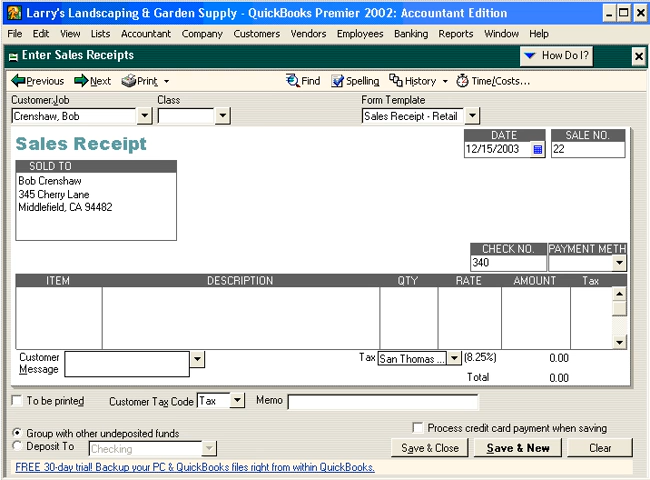 Larry's Landscaping & Garden Supply - QuickBooks Premier 2002: Accountant Edition
File Edit View Lists Accountant Company Customers Vendors Employees Banking Reports Window Help
Enter Sales Receipts How Do I?
Previous Next Print Find Spelling History Time/Costs...
Customer:Job Class Form Template
Crenshaw, Bob Sales Receipt - Retail
Sales Receipt DATE SALE NO.
12/15/2003 22
SOLD TO
Bob Crenshaw
345 Cherry Lane
Middlefield, CA 94482
CHECK NO. PAYMENT METH
340
ITEM DESCRIPTION QTY RATE AMOUNT Tax
Customer Message Tax San Thomas ... (8.25%) 0.00
Total 0.00
To be printed Customer Tax Code Tax Memo
Process credit card payment when saving
Group with other undeposited funds
Deposit To Checking Save & Close Save & New Clear
FREE 30-day trial! Backup your PC & QuickBooks files right from within QuickBooks.